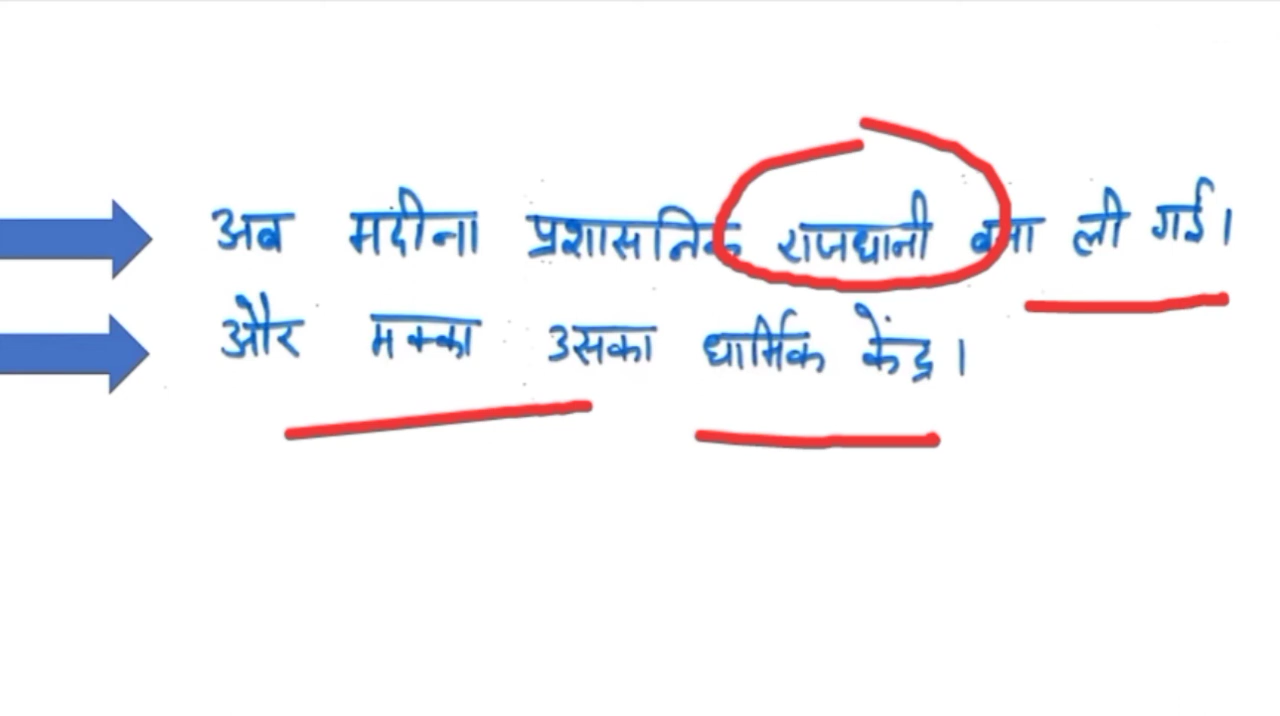 अब मदीना प्रशासनिक राजधानी बना ली गई।
और मक्का उसका धार्मिक केंद्र।